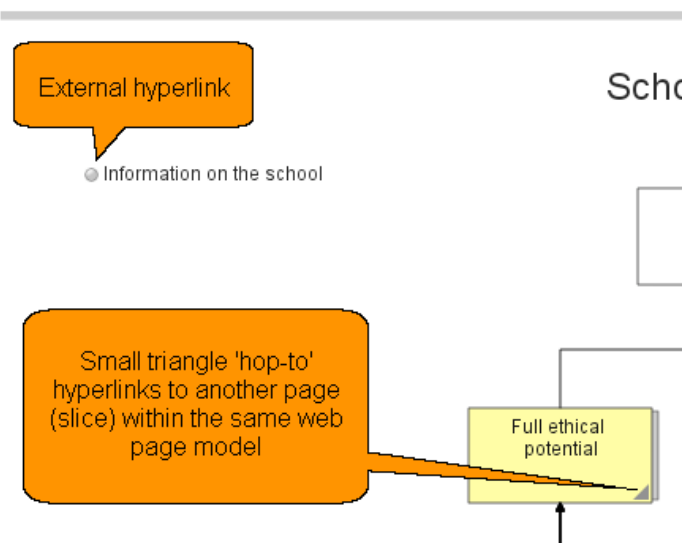 External hyperlink
Information on the school
Small triangle 'hop-to'
hyperlinks to another page
(slice) within the same web
page model
Full ethical
potential